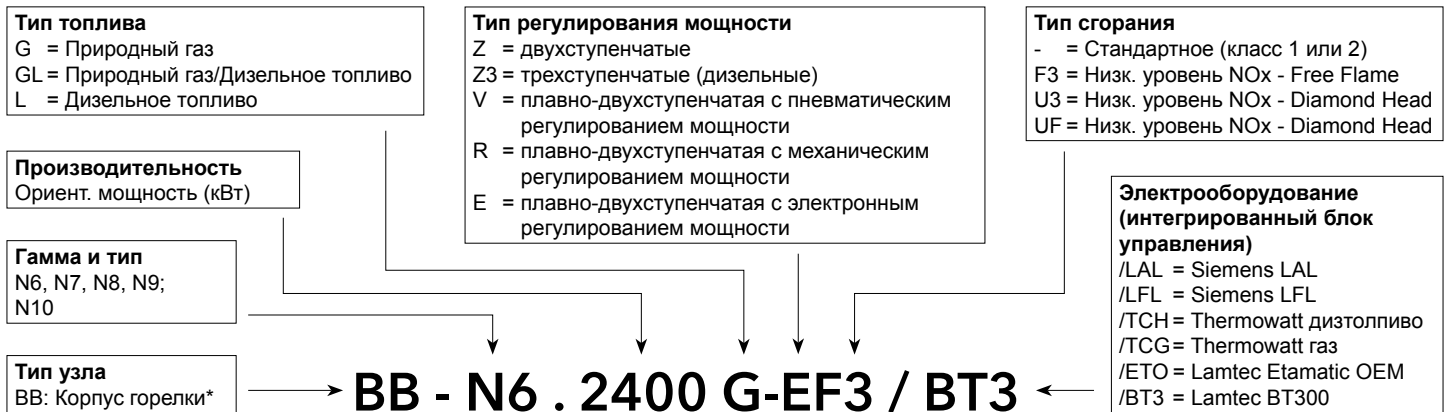 Тип топлива
G = Природный газ
GL = Природный газ/Дизельное топливо
L = Дизельное топливо
Тип регулирования мощности
Z = двухступенчатые
Z3 = трехступенчатые (дизельные)
V = плавно-двухступенчатая с пневматическим
регулированием мощности
R = плавно-двухступенчатая с механическим
регулированием мощности
E = плавно-двухступенчатая с электронным
регулированием мощности
Тип сгорания
- = Стандартное (класс 1 или 2)
F3 = Низк. уровень NOx - Free Flame
U3 = Низк. уровень NOx - Diamond Head
UF = Низк. уровень NOx - Diamond Head
Производительность
Ориент. мощность (кВт)
Гамма и тип
N6, N7, N8, N9;
N10
Тип узла
BB: Корпус горелки*
BB - N6 . 2400 G-EF3 / BT3
Электрооборудование
(интегрированный блок
управления)
/LAL = Siemens LAL
/LFL = Siemens LFL
/TCH = Thermowatt дизтолпиво
/TCG = Thermowatt газ
/ETO = Lamtec Etamatic OEM
/BT3 = Lamtec BT300